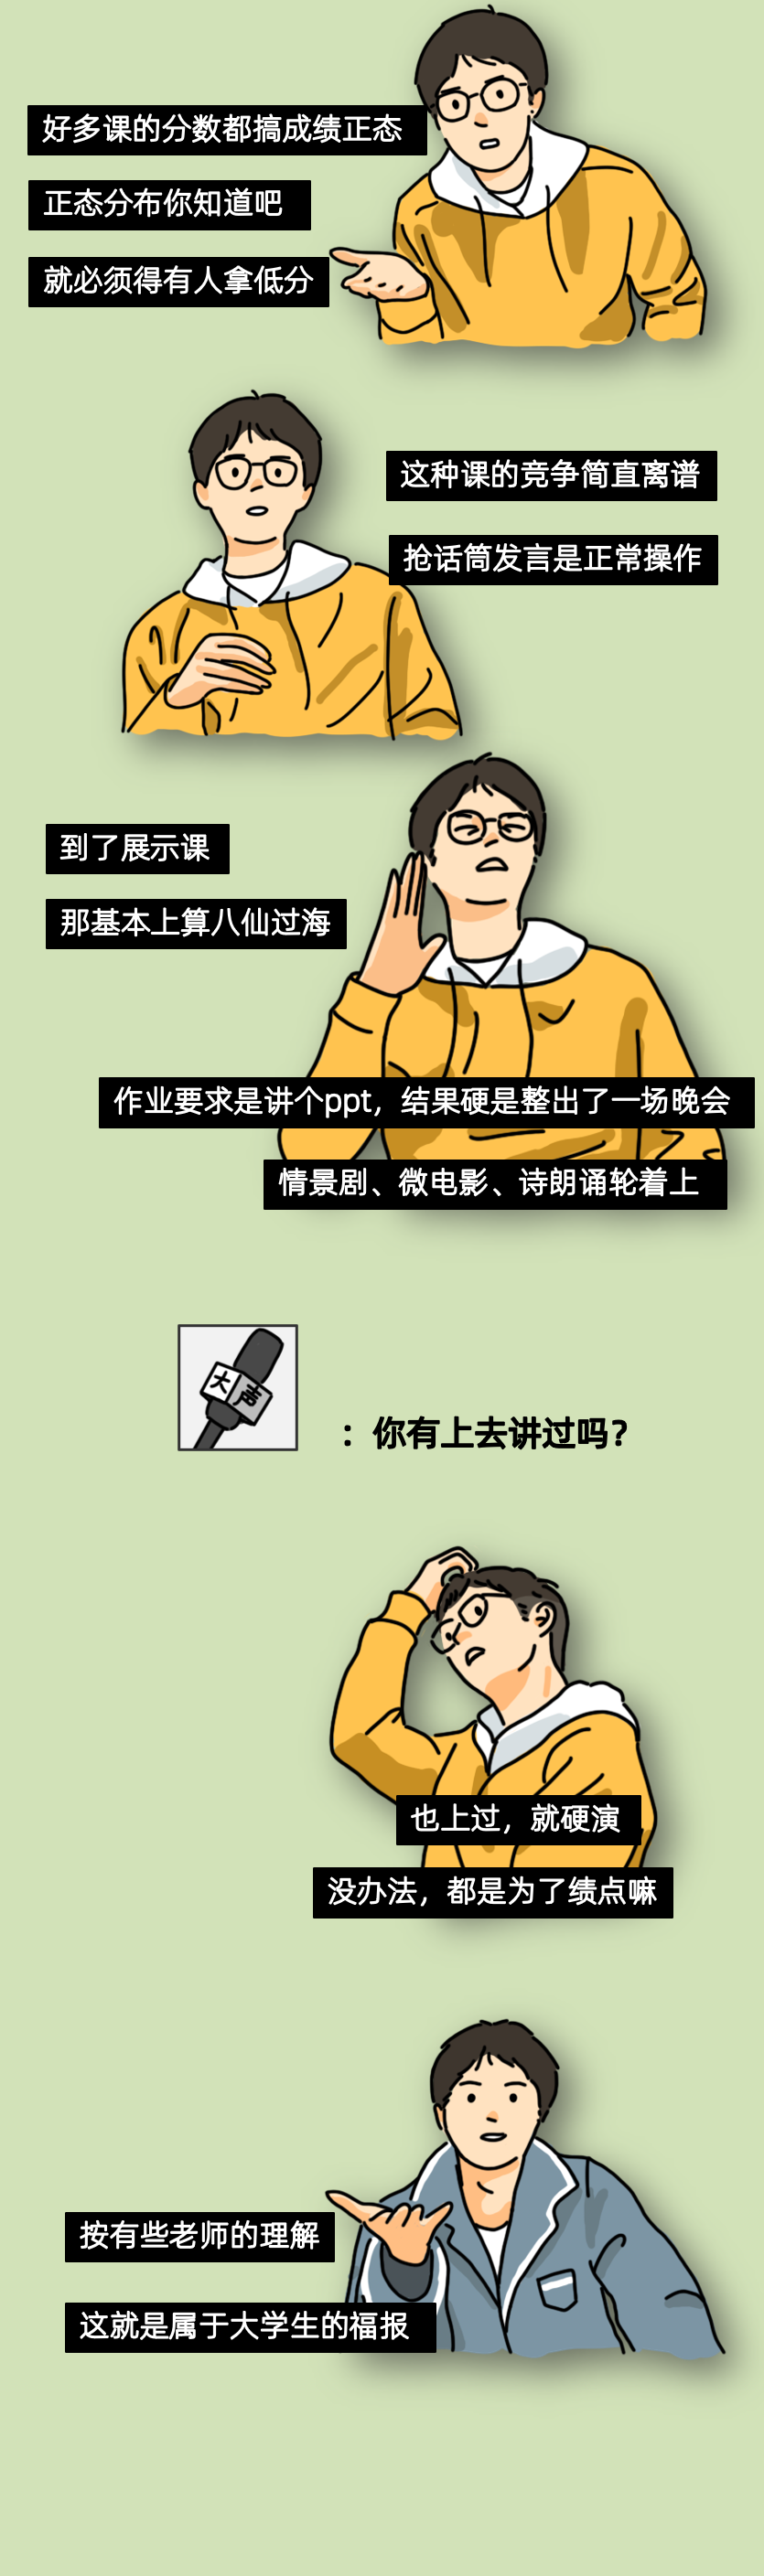 好多课的分数都搞成绩正态
正态分布你知道吧
就必须得有人拿低分
这种课的竞争简直离谱
抢话筒发言是正常操作
到了展示课
那基本上算八仙过海
作业要求是讲个ppt，结果硬是整出了一场晚会
情景剧、微电影、诗朗诵轮着上
大声
：你有上去讲过吗？
也上过，就硬演
没办法，都是为了绩点嘛
按有些老师的理解
这就是属于大学生的福报